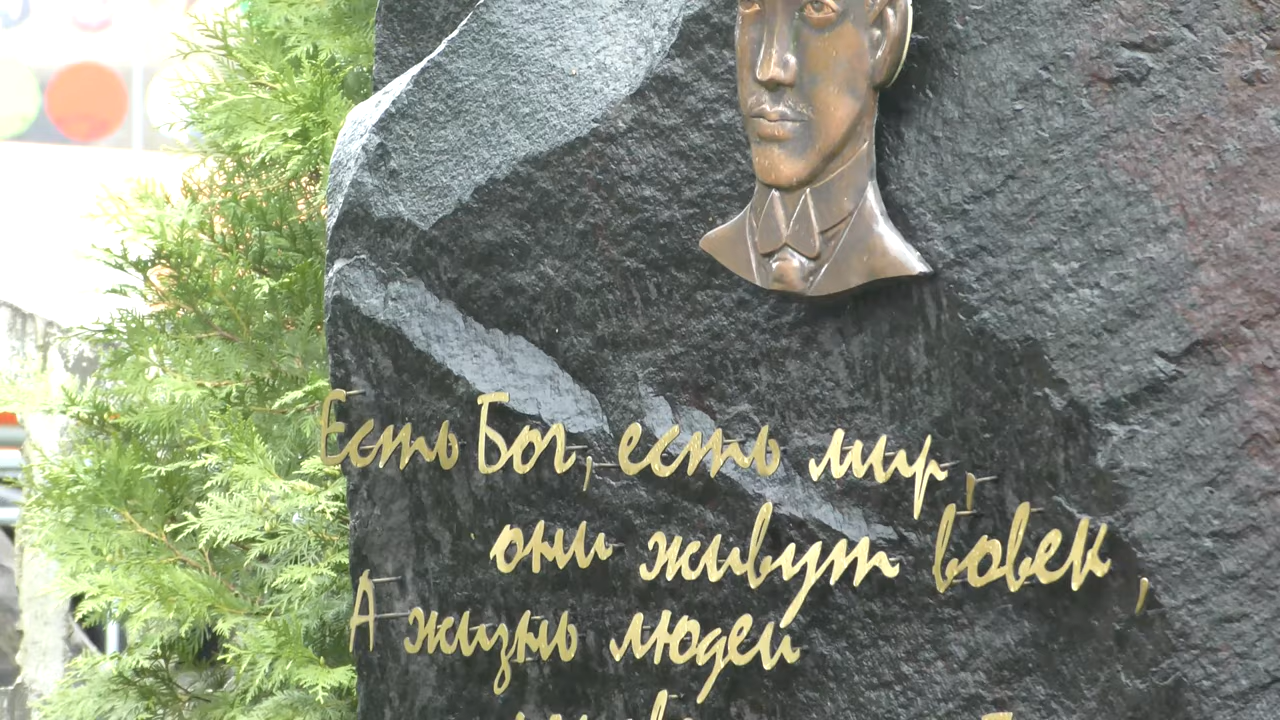 Есть Бог, есть мир,
они живут вовек,
А жизнь людей